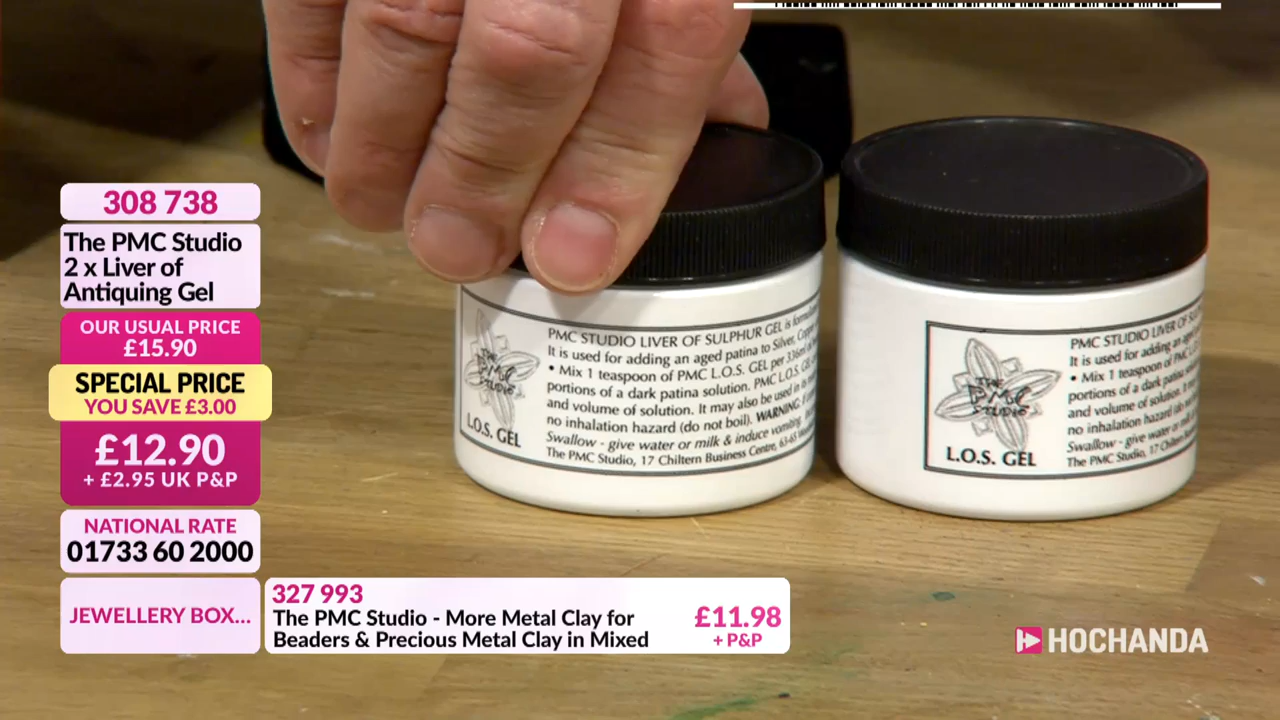 308 738
The PMC Studio
2 x Liver of
Antiquing Gel
OUR USUAL PRICE
£15.90
SPECIAL PRICE
YOU SAVE £3.00
£12.90
+ £2.95 UK P&P
NATIONAL RATE
01733 60 2000
JEWELLERY BOX...
327 993
The PMC Studio - More Metal Clay for
Beaders & Precious Metal Clay in Mixed
£11.98
+ P&P
HOCHANDA
THE
PMC
STUDIO
L.O.S. GEL
PMC STUDIO LIVER OF SULPHUR GEL is
It is used for adding an aged patina to Silver,
• Mix 1 teaspoon of PMC L.O.S. GEL per 336ml
portions of a dark patina solution. PMC L.O.S.
and volume of solution. It may also be used in
no inhalation hazard (do not boil). WARNING:
Swallow - give water or milk & induce vomiting.
The PMC Studio, 17 Chiltern Business Centre, 63-65
THE
PMC
STUDIO
L.O.S. GEL
PMC STUDIO LIVER OF
It is used for adding an
• Mix 1 teaspoon of PMC
portions of a dark patina
and volume of solution. It
no inhalation hazard (do
Swallow - give water or
The PMC Studio, 17 Chiltern